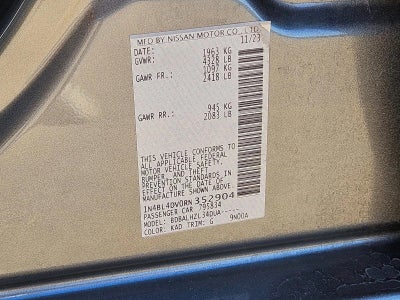 MFD BY NISSAN MOTOR CO., LTD.
DATE: 11/23
GVWR: 1963 KG
4328 LB
GAWR FR.: 1097 KG
2418 LB
GAWR RR.: 945 KG
2083 LB
THIS VEHICLE CONFORMS TO
ALL APPLICABLE FEDERAL
MOTOR VEHICLE SAFETY,
BUMPER, AND THEFT
PREVENTION STANDARDS IN
EFFECT ON THE DATE OF
MANUFACTURE SHOWN ABOVE
1N4BL4DV0RN352904
PASSENGER CAR 795834
MODEL: BDBALHZL34DUA-----
COLOR: KAD TRIM: G 9N00A